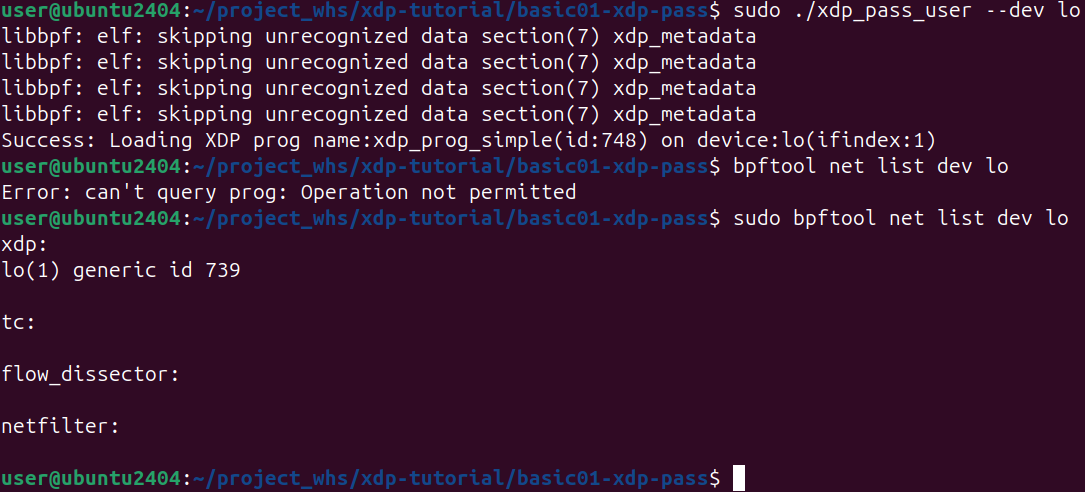 user@ubuntu2404:~/project_whs/xdp-tutorial/basic01-xdp-pass$ sudo ./xdp_pass_user --dev lo
libbpf: elf: skipping unrecognized data section(7) xdp_metadata
libbpf: elf: skipping unrecognized data section(7) xdp_metadata
libbpf: elf: skipping unrecognized data section(7) xdp_metadata
libbpf: elf: skipping unrecognized data section(7) xdp_metadata
Success: Loading XDP prog name:xdp_prog_simple(id:748) on device:lo(ifindex:1)
user@ubuntu2404:~/project_whs/xdp-tutorial/basic01-xdp-pass$ bpftool net list dev lo
Error: can't query prog: Operation not permitted
user@ubuntu2404:~/project_whs/xdp-tutorial/basic01-xdp-pass$ sudo bpftool net list dev lo
xdp:
lo(1) generic id 739
tc:
flow_dissector:
netfilter:
user@ubuntu2404:~/project_whs/xdp-tutorial/basic01-xdp-pass$